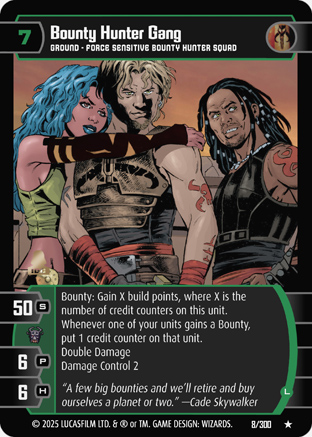 7
Bounty Hunter Gang
GROUND - FORCE SENSITIVE BOUNTY HUNTER SQUAD
50 S
6 P
6 H
Bounty: Gain X build points, where X is the
number of credit counters on this unit.
Whenever one of your units gains a Bounty,
put 1 credit counter on that unit.
Double Damage
Damage Control 2
“A few big bounties and we’ll retire and buy
ourselves a planet or two.” —Cade Skywalker
L
© 2025 LUCASFILM LTD. & ® or TM. GAME DESIGN: WIZARDS.
8/300